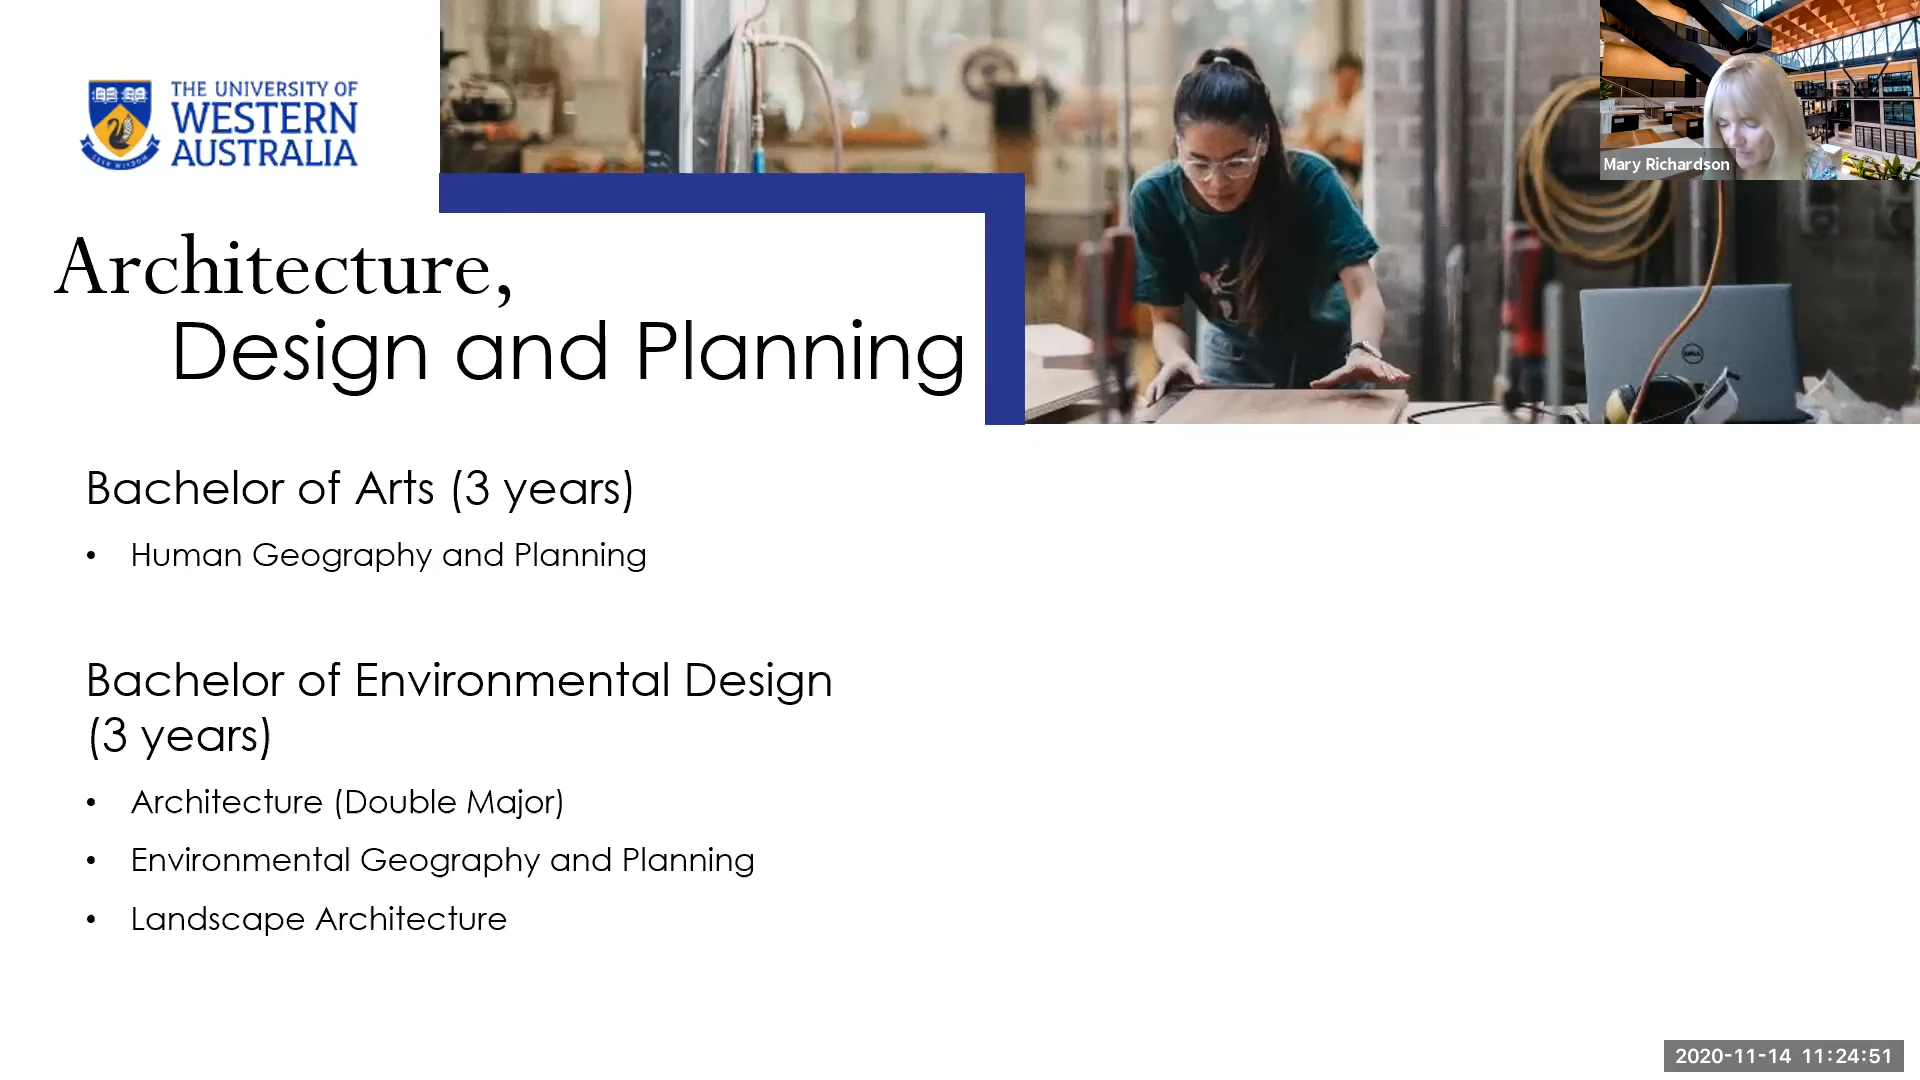 THE UNIVERSITY OF
WESTERN
AUSTRALIA
Mary Richardson
Architecture,
Design and Planning
DELL
Bachelor of Arts (3 years)
• Human Geography and Planning
Bachelor of Environmental Design
(3 years)
• Architecture (Double Major)
• Environmental Geography and Planning
• Landscape Architecture
2020-11-14 11:24:51